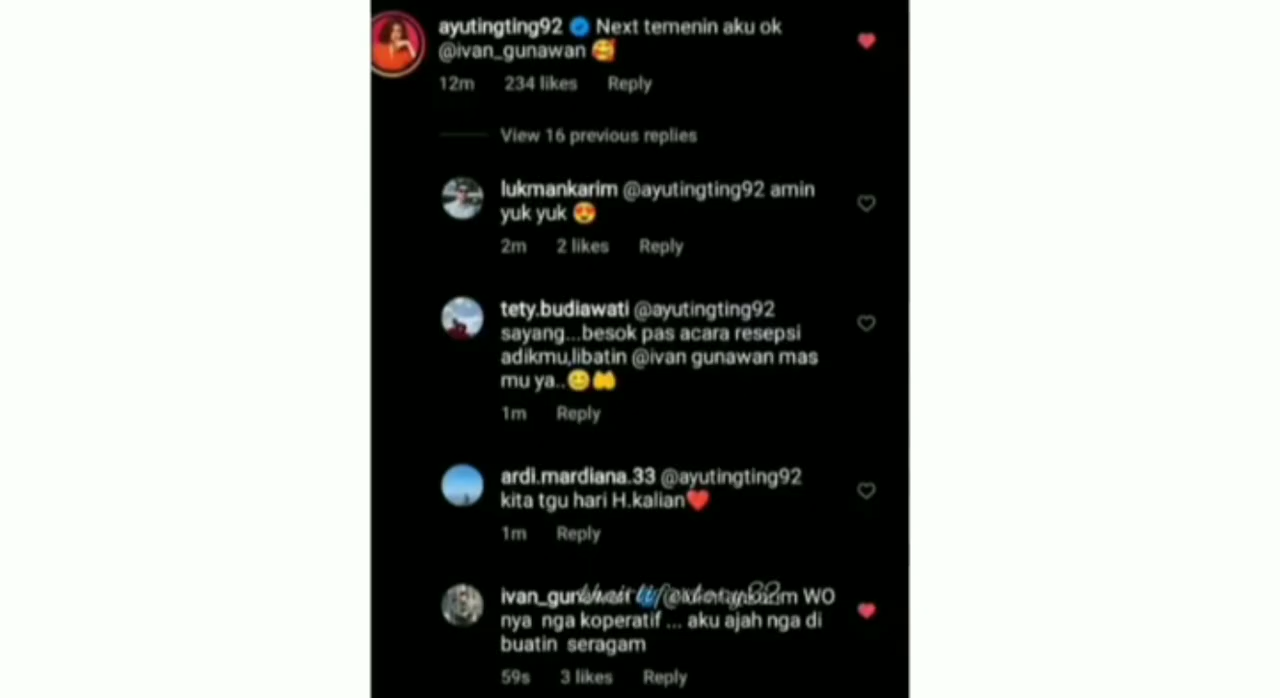 ayutingting92 Next temenin aku ok
@ivan_gunawan 🥰
12m 234 likes Reply
View 16 previous replies
lukmankarim @ayutingting92 amin
yuk yuk 😍
2m 2 likes Reply
tety.budiawati @ayutingting92
sayang...besok pas acara resepsi
adikmu,libatin @ivan gunawan mas
mu ya..😊🤲
1m Reply
ardi.mardiana.33 @ayutingting92
kita tgu hari H.kalian❤️
1m Reply
WO
nya nga koperatif ... aku ajah nga di
buatin seragam
59s 3 likes Reply